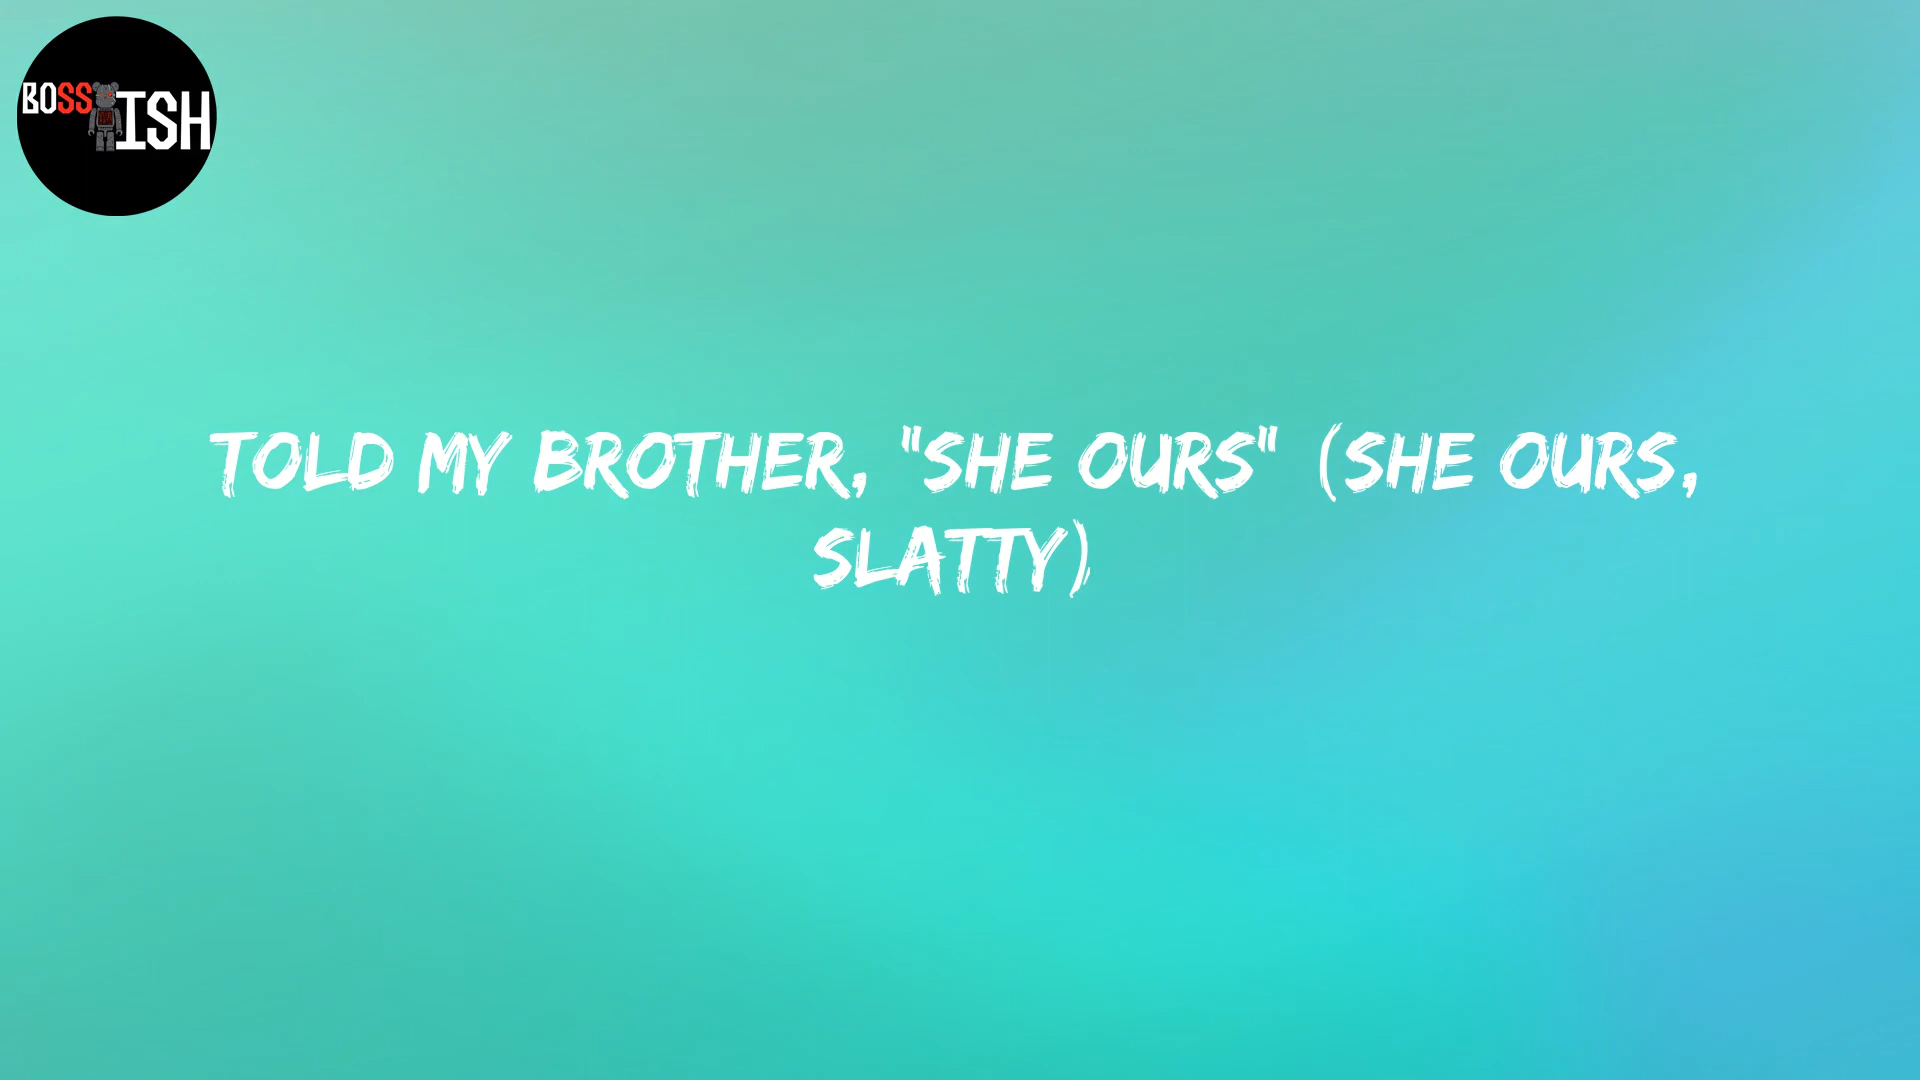 BOSS ISH
TOLD MY BROTHER, "SHE OURS" (SHE OURS,
SLATTY)